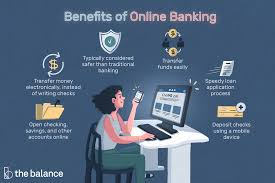 Benefits of Online Banking
Typically considered
safer than traditional
banking
Transfer
funds easily
Transfer money
electronically, instead
of writing checks
Speedy loan
application
process
Open checking,
savings, and other
accounts online
Deposit checks
using a mobile
device
the balance